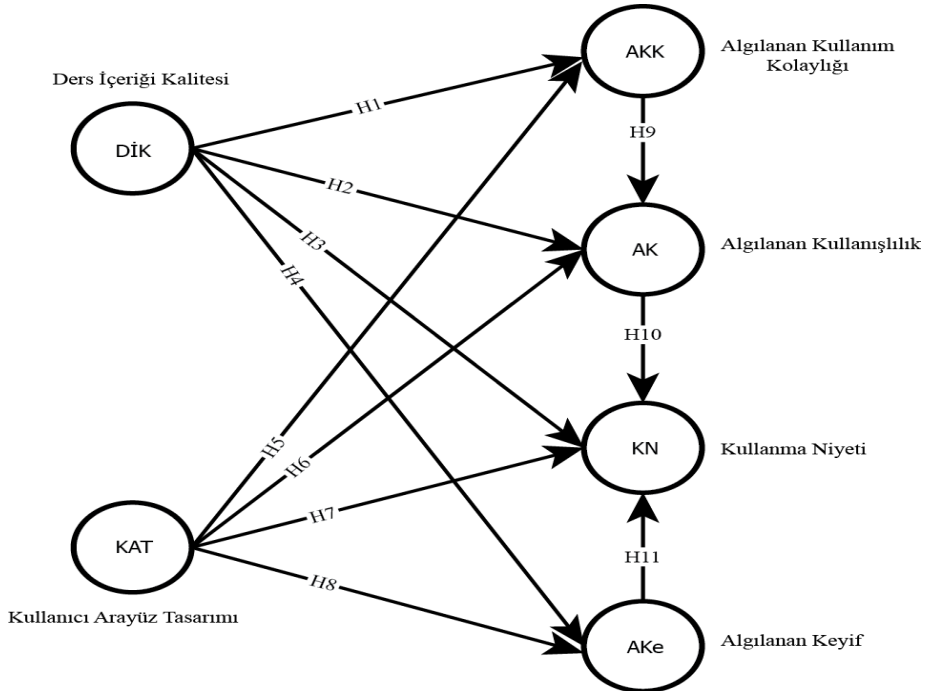 AKK
Algılanan Kullanım
Kolaylığı
Ders İçeriği Kalitesi
DİK
H1
H9
H2
H3
H4
AK
Algılanan Kullanışlılık
H10
H5
H6
KN
Kullanma Niyeti
H7
KAT
H11
H8
Kullanıcı Arayüz Tasarımı
AKe
Algılanan Keyif